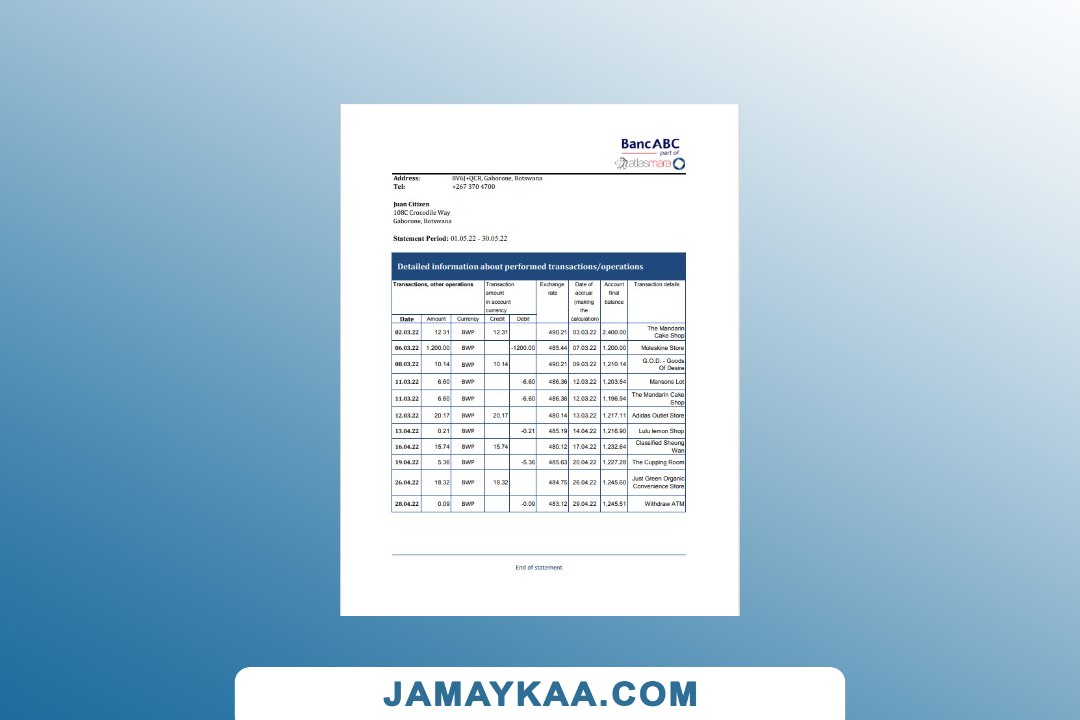 BancABC
part of
atlasmara
Address: 8V6J+QCR, Gaborone, Botswana
Tel: +267 370 4700
Juan Citizen
108C Crocodile Way
Gaborone, Botswana
Statement Period: 01.05.22 - 30.05.22
Detailed information about performed transactions/operations
Transactions, other operations Transaction amount in account currency Exchange rate Date of accrual (making the calculation) Account final balance Transaction details
Date Amount Currency Credit Debit
02.03.22 12.31 BWP 12.31 490.21 03.03.22 2,400.00 The Mandarin Cake Shop
06.03.22 1,200.00 BWP -1200.00 485.44 07.03.22 1,200.00 Moleskine Store
08.03.22 10.14 BWP 10.14 490.21 09.03.22 1,210.14 G.O.D. - Goods Of Desire
11.03.22 6.60 BWP -6.60 486.36 12.03.22 1,203.54 Mansons Lot
11.03.22 6.60 BWP -6.60 486.36 12.03.22 1,196.94 The Mandarin Cake Shop
12.03.22 20.17 BWP 20.17 480.14 13.03.22 1,217.11 Adidas Outlet Store
13.04.22 0.21 BWP -0.21 485.19 14.04.22 1,216.90 Lulu lemon Shop
16.04.22 15.74 BWP 15.74 480.12 17.04.22 1,232.64 Classified Sheung Wan
19.04.22 5.36 BWP -5.36 485.63 20.04.22 1,227.28 The Cupping Room
26.04.22 18.32 BWP 18.32 484.75 26.04.22 1,245.60 Just Green Organic Convenience Store
28.04.22 0.09 BWP -0.09 483.12 29.04.22 1,245.51 Withdraw ATM
End of statement
JAMAYKAA.COM